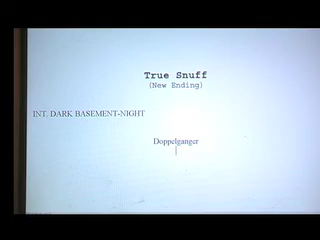 True Snuff
(New Ending)
INT. DARK BASEMENT-NIGHT
Doppelganger